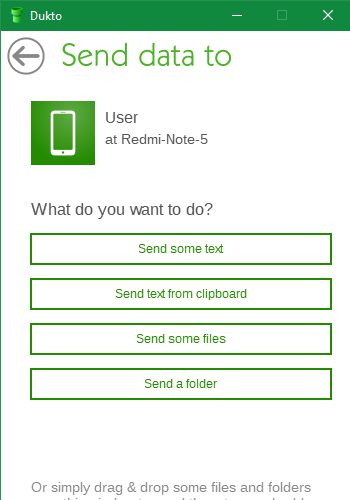 Dukto
Send data to
User
at Redmi-Note-5
What do you want to do?
Send some text
Send text from clipboard
Send some files
Send a folder
Or simply drag & drop some files and folders